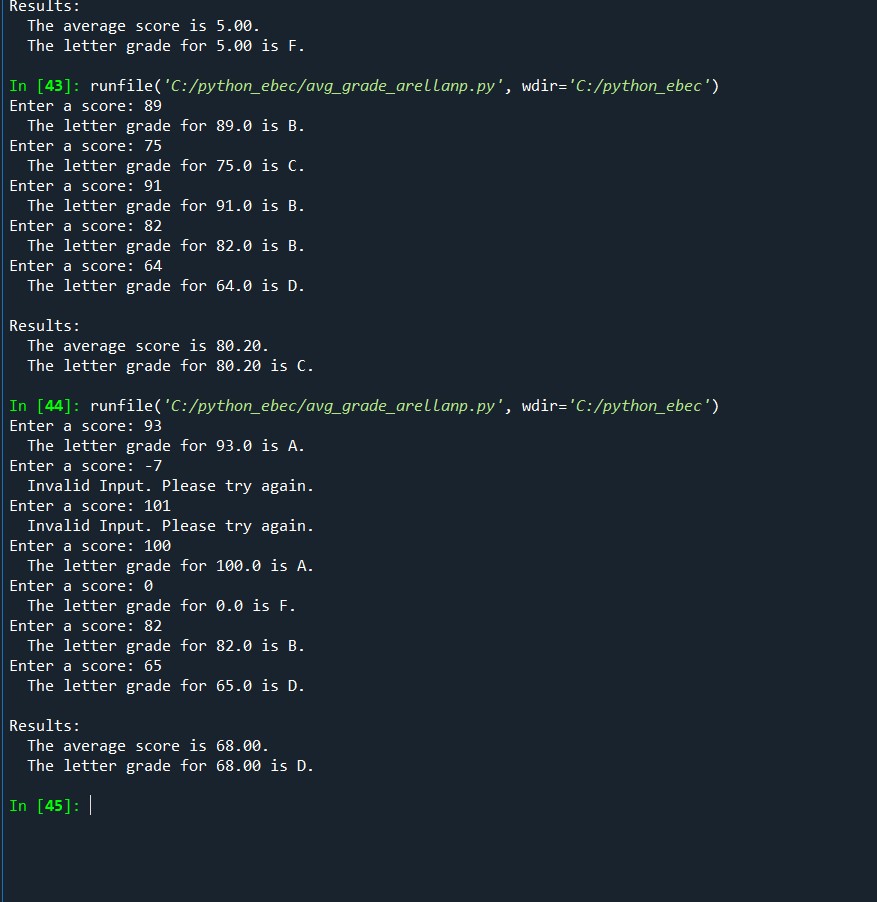 Results:
  The average score is 5.00.
  The letter grade for 5.00 is F.

In [43]: runfile('C:/python_ebec/avg_grade_arellanp.py', wdir='C:/python_ebec')
Enter a score: 89
  The letter grade for 89.0 is B.
Enter a score: 75
  The letter grade for 75.0 is C.
Enter a score: 91
  The letter grade for 91.0 is B.
Enter a score: 82
  The letter grade for 82.0 is B.
Enter a score: 64
  The letter grade for 64.0 is D.

Results:
  The average score is 80.20.
  The letter grade for 80.20 is C.

In [44]: runfile('C:/python_ebec/avg_grade_arellanp.py', wdir='C:/python_ebec')
Enter a score: 93
  The letter grade for 93.0 is A.
Enter a score: -7
  Invalid Input. Please try again.
Enter a score: 101
  Invalid Input. Please try again.
Enter a score: 100
  The letter grade for 100.0 is A.
Enter a score: 0
  The letter grade for 0.0 is F.
Enter a score: 82
  The letter grade for 82.0 is B.
Enter a score: 65
  The letter grade for 65.0 is D.

Results:
  The average score is 68.00.
  The letter grade for 68.00 is D.

In [45]: